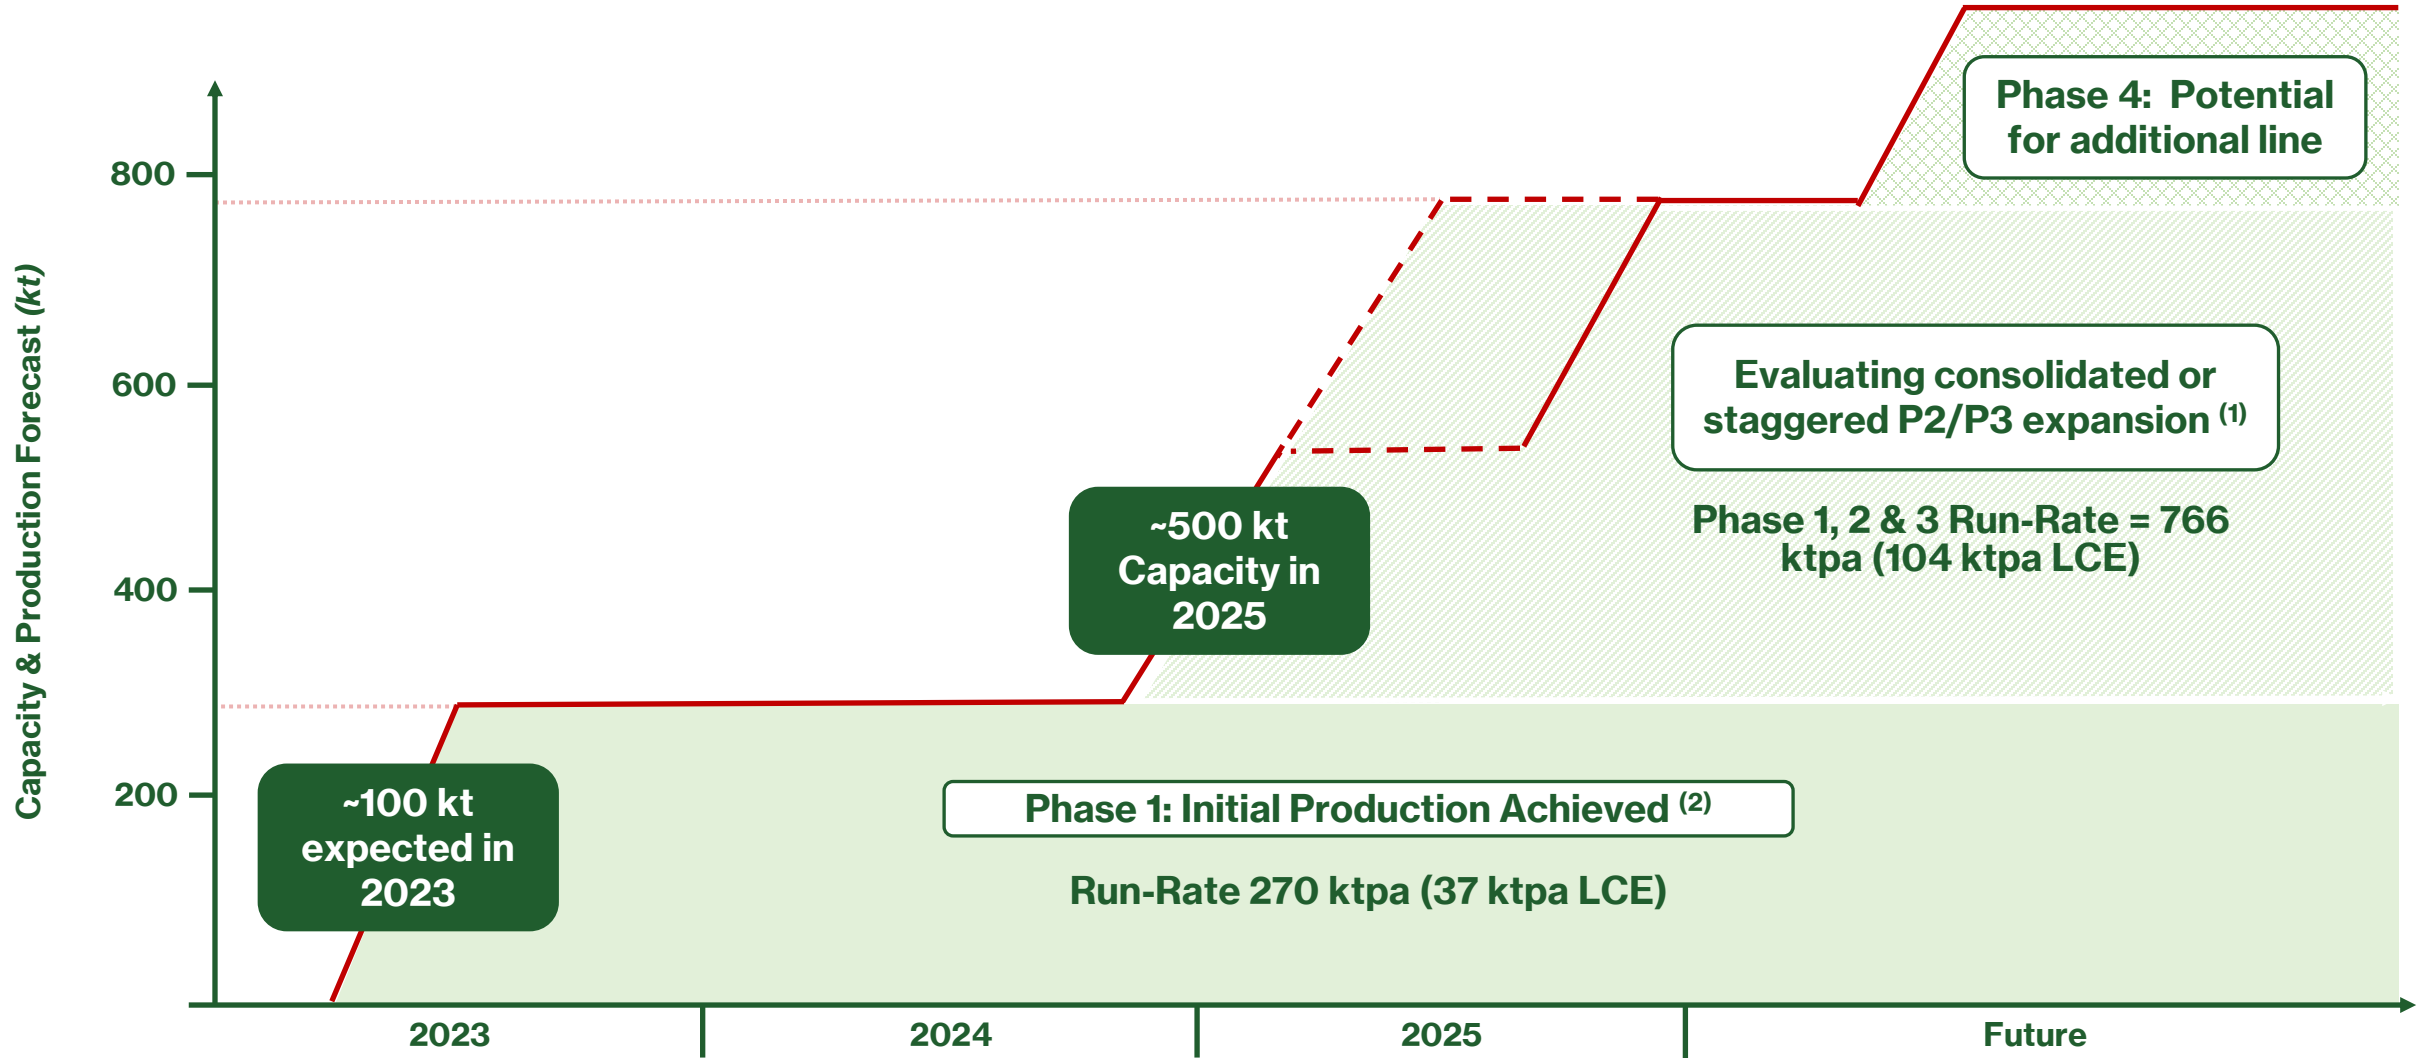 Phase 4: Potential
for additional line
Capacity & Production Forecast (kt)
800
600
400
200
Evaluating consolidated or
staggered P2/P3 expansion (1)
Phase 1, 2 & 3 Run-Rate = 766
ktpa (104 ktpa LCE)
~500 kt
Capacity in
2025
~100 kt
expected in
2023
Phase 1: Initial Production Achieved (2)
Run-Rate 270 ktpa (37 ktpa LCE)
2023
2024
2025
Future